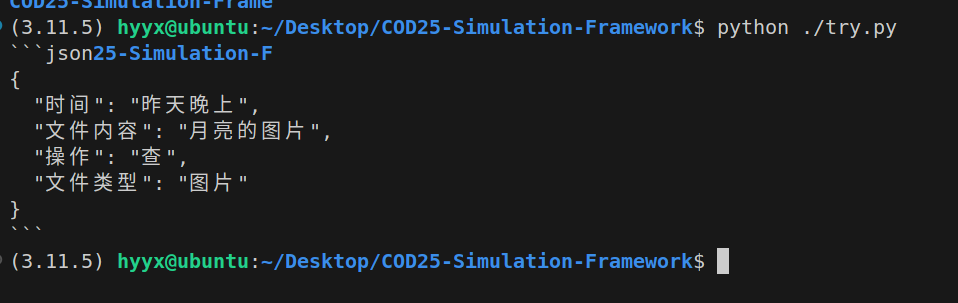 COD25-Simulation-Frame
(3.11.5) hyyx@ubuntu:~/Desktop/COD25-Simulation-Framework$ python ./try.py
```json25-Simulation-F
{
  "时间": "昨天晚上",
  "文件内容": "月亮的图片",
  "操作": "查",
  "文件类型": "图片"
}
```
(3.11.5) hyyx@ubuntu:~/Desktop/COD25-Simulation-Framework$